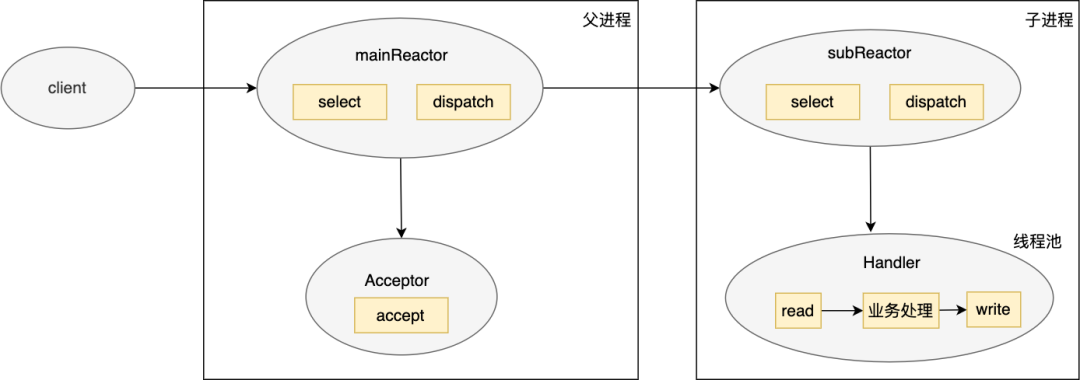 client
父进程
mainReactor
select
dispatch
Acceptor
accept
子进程
subReactor
select
dispatch
线程池
Handler
read
业务处理
write